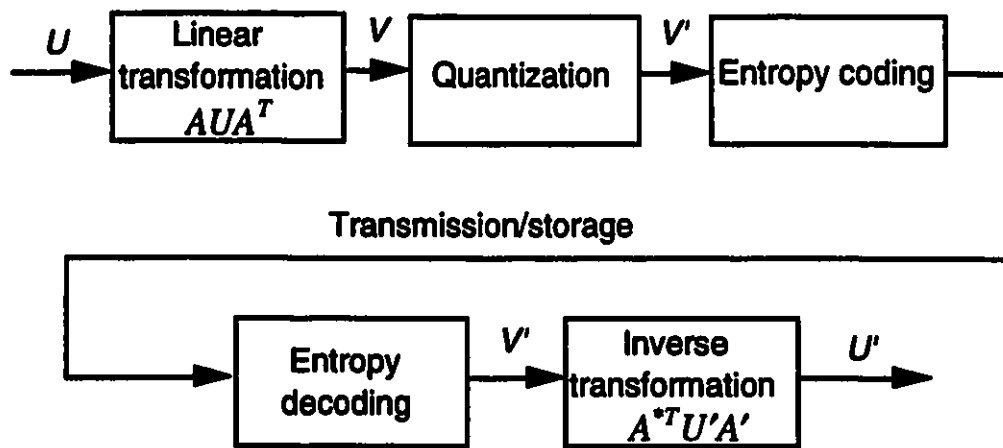 U
Linear
transformation
AUA^T
V
Quantization
V'
Entropy coding
Transmission/storage
Entropy
decoding
V'
Inverse
transformation
A^{*T}U'A'
U'